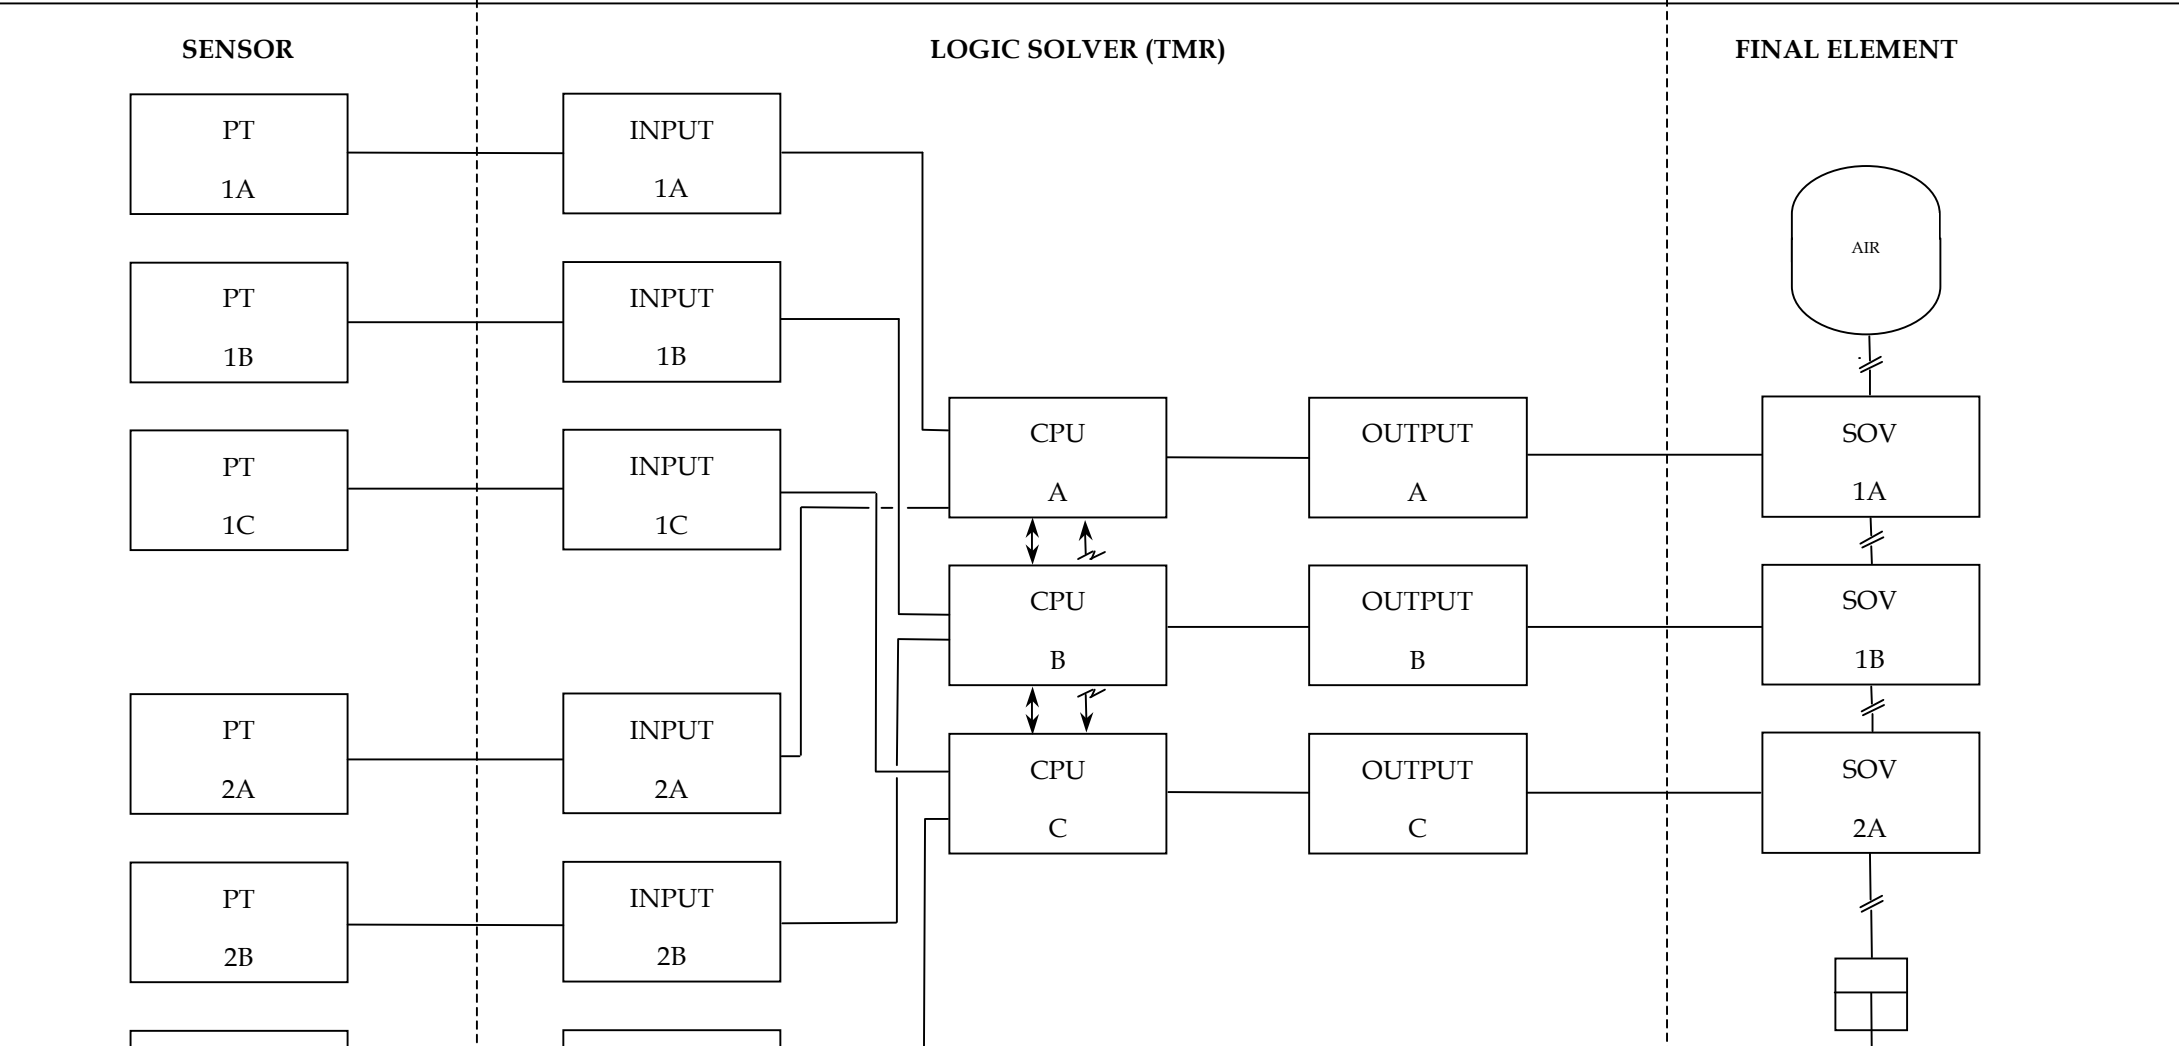 SENSOR
LOGIC SOLVER (TMR)
FINAL ELEMENT
PT
1A
INPUT
1A
AIR
PT
1B
INPUT
1B
PT
1C
INPUT
1C
CPU
A
OUTPUT
A
SOV
1A
CPU
B
OUTPUT
B
SOV
1B
PT
2A
INPUT
2A
CPU
C
OUTPUT
C
SOV
2A
PT
2B
INPUT
2B